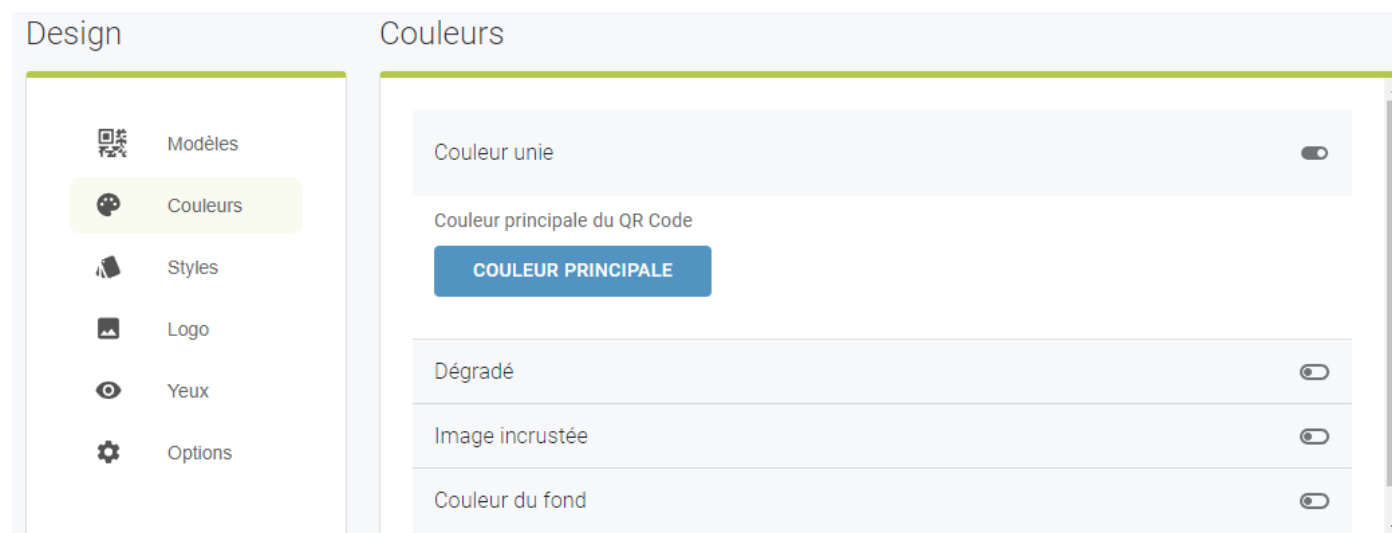 Design
Modèles
Couleurs
Styles
Logo
Yeux
Options
Couleurs
Couleur unie
Couleur principale du QR Code
COULEUR PRINCIPALE
Dégradé
Image incrustée
Couleur du fond